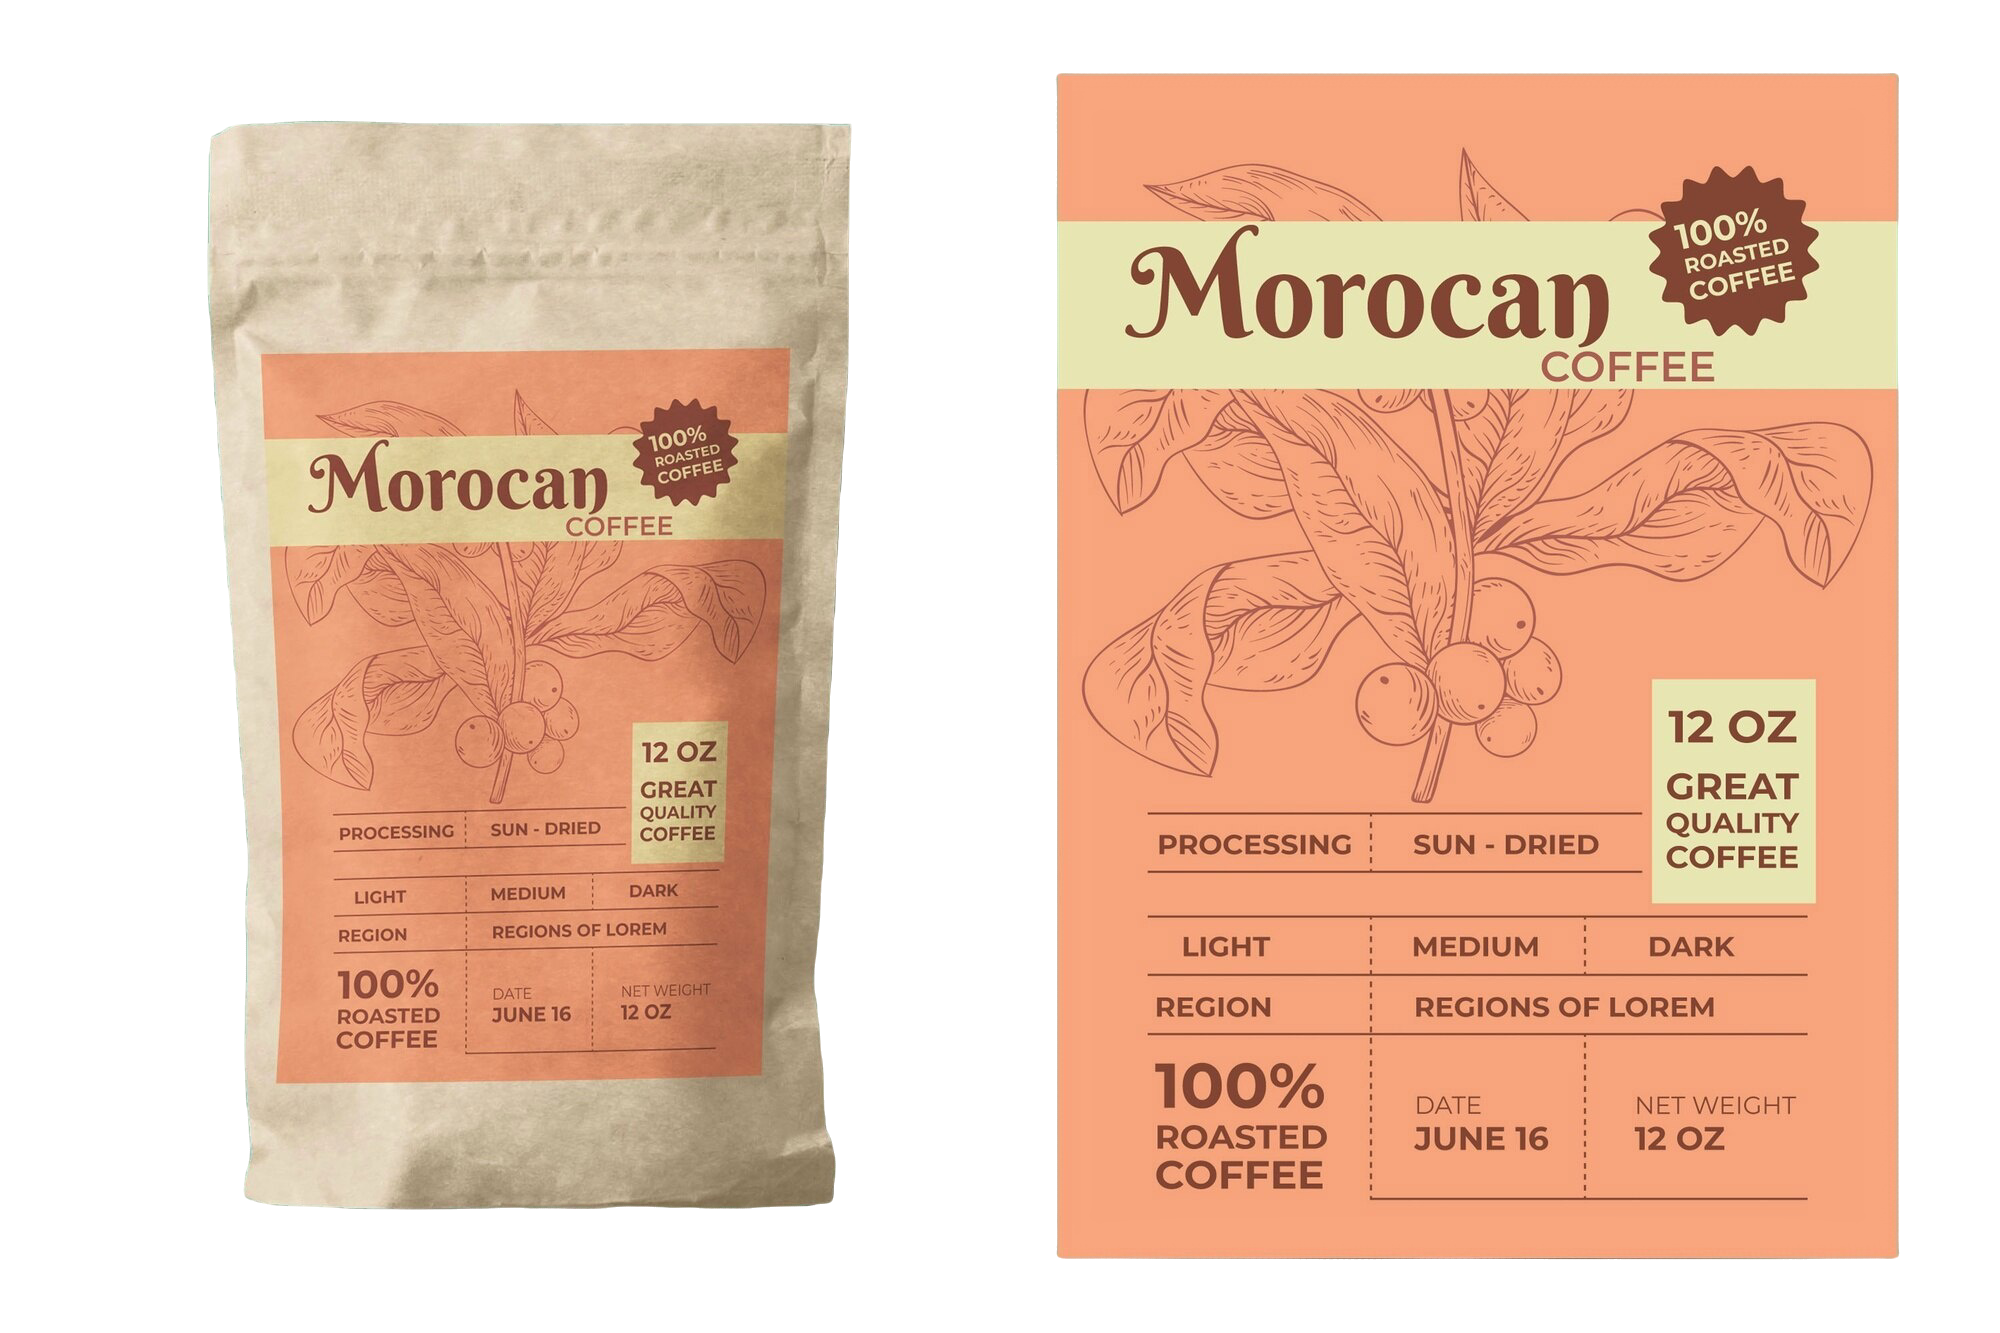 Morocan
COFFEE
100%
ROASTED
COFFEE
12 OZ
GREAT
QUALITY
COFFEE
PROCESSING SUN - DRIED
LIGHT MEDIUM DARK
REGION REGIONS OF LOREM
100%
ROASTED
COFFEE
DATE
JUNE 16
NET WEIGHT
12 OZ
Morocan
COFFEE
100%
ROASTED
COFFEE
12 OZ
GREAT
QUALITY
COFFEE
PROCESSING SUN - DRIED
LIGHT MEDIUM DARK
REGION REGIONS OF LOREM
100%
ROASTED
COFFEE
DATE
JUNE 16
NET WEIGHT
12 OZ